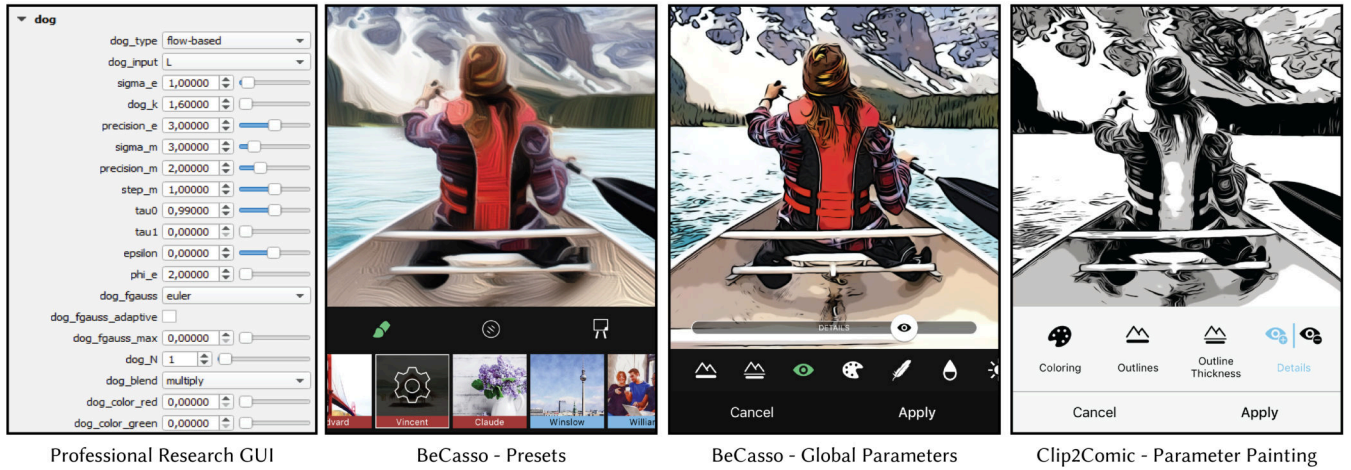 dog
dog_type flow-based
dog_input L
sigma_e 1,00000
dog_k 1,60000
precision_e 3,00000
sigma_m 3,00000
precision_m 2,00000
step_m 1,00000
tau0 0,99000
tau1 0,00000
epsilon 0,00000
phi_e 2,00000
dog_fgauss euler
dog_fgauss_adaptive
dog_fgauss_max 0,00000
dog_N 1
dog_blend multiply
dog_color_red 0,00000
dog_color_green 0,00000
Professional Research GUI
dvard Vincent Claude Winslow Willian
BeCasso - Presets
DETAILS
Cancel Apply
BeCasso - Global Parameters
Coloring Outlines Outline Thickness Details
Cancel Apply
Clip2Comic - Parameter Painting